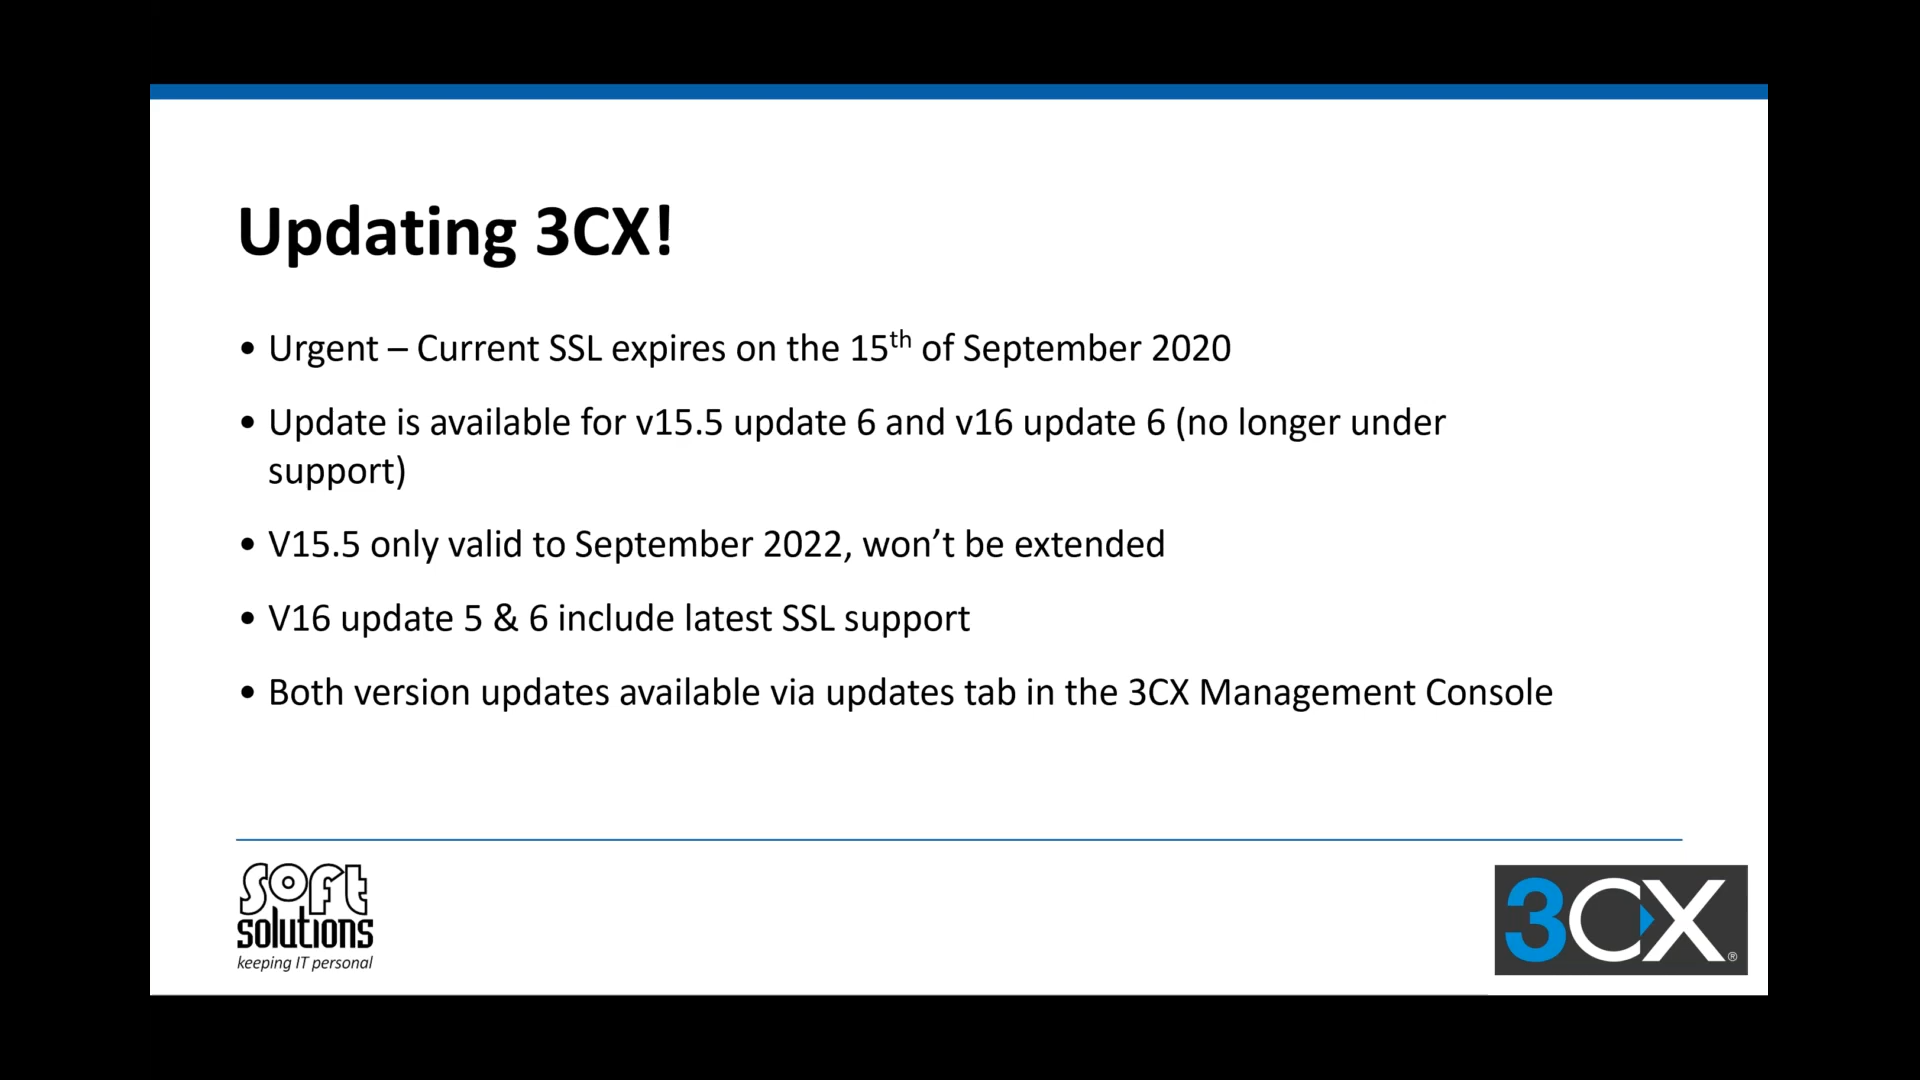 Updating 3CX!
• Urgent – Current SSL expires on the 15th of September 2020
• Update is available for v15.5 update 6 and v16 update 6 (no longer under
support)
• V15.5 only valid to September 2022, won’t be extended
• V16 update 5 & 6 include latest SSL support
• Both version updates available via updates tab in the 3CX Management Console
soft
solutions
keeping IT personal
3CX®